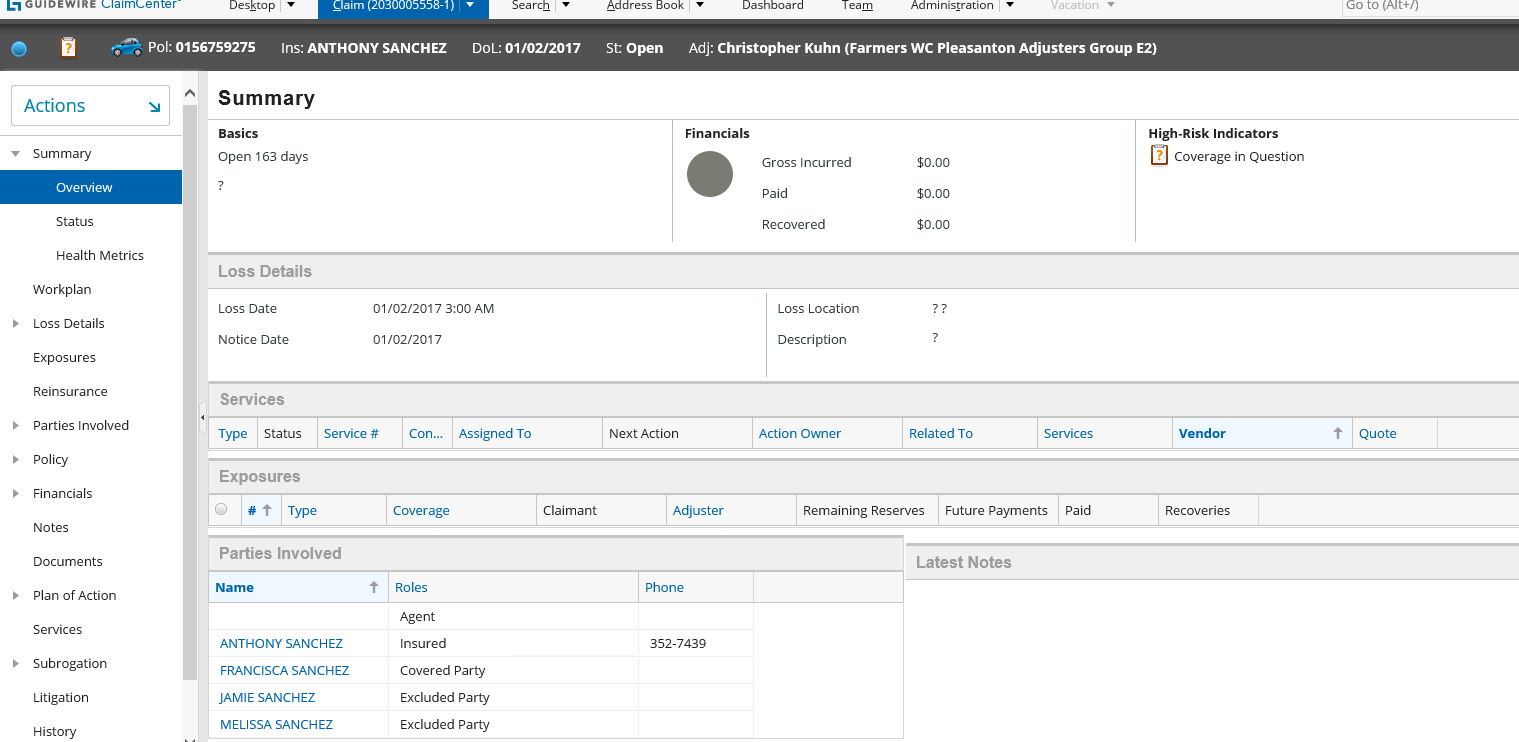 GUIDEWIRE ClaimCenter Desktop Claim (2030005558-1) Search Address Book Dashboard Team Administration Vacation Go to (Alt+/)
? Pol: 0156759275 Ins: ANTHONY SANCHEZ DoL: 01/02/2017 St: Open Adj: Christopher Kuhn (Farmers WC Pleasanton Adjusters Group E2)
Actions
Summary
Overview
Status
Health Metrics
Workplan
Loss Details
Exposures
Reinsurance
Parties Involved
Policy
Financials
Notes
Documents
Plan of Action
Services
Subrogation
Litigation
History
Summary
Basics
Open 163 days
?
Financials
Gross Incurred $0.00
Paid $0.00
Recovered $0.00
High-Risk Indicators
? Coverage in Question
Loss Details
Loss Date 01/02/2017 3:00 AM
Notice Date 01/02/2017
Loss Location ? ?
Description ?
Services
Type Status Service # Con... Assigned To Next Action Action Owner Related To Services Vendor Quote
Exposures
# Type Coverage Claimant Adjuster Remaining Reserves Future Payments Paid Recoveries
Parties Involved
Name Roles Phone
Agent
ANTHONY SANCHEZ Insured 352-7439
FRANCISCA SANCHEZ Covered Party
JAMIE SANCHEZ Excluded Party
MELISSA SANCHEZ Excluded Party
Latest Notes